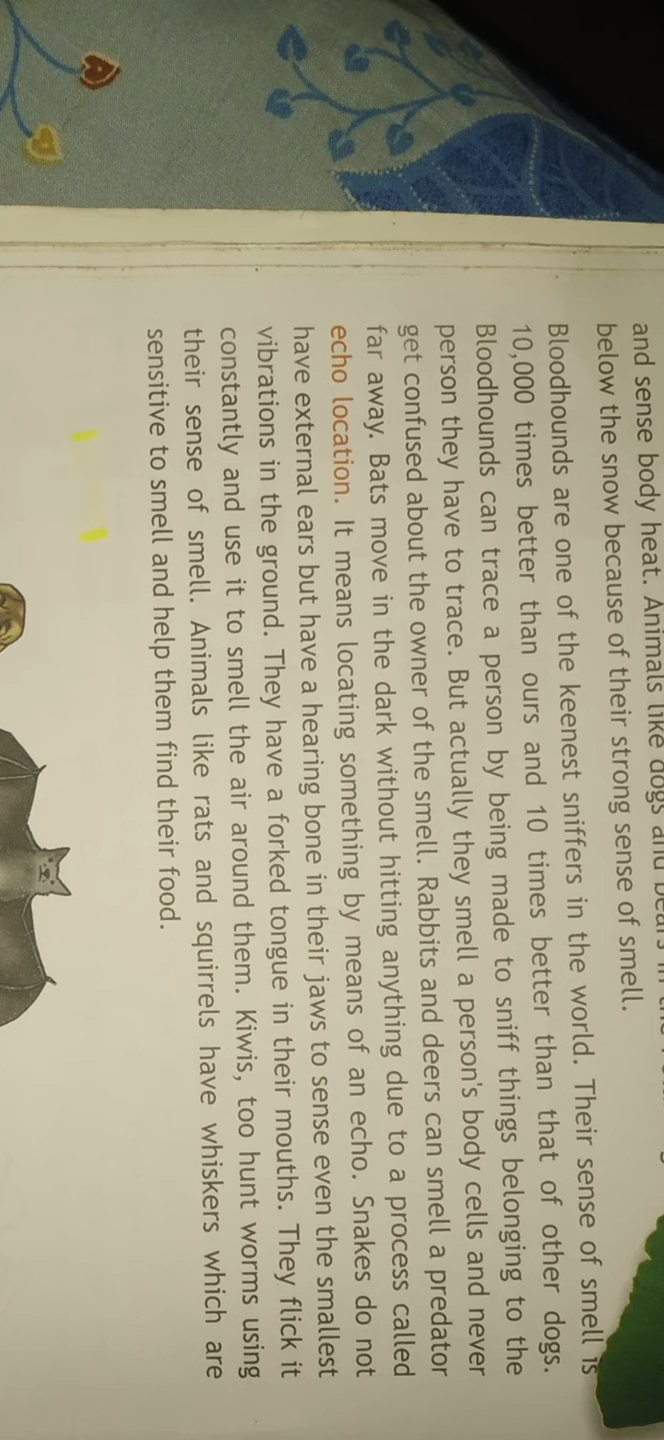 and sense body heat. Animals like dogs and bears in the
below the snow because of their strong sense of smell.
Bloodhounds are one of the keenest sniffers in the world. Their sense of smell is
10,000 times better than ours and 10 times better than that of other dogs.
Bloodhounds can trace a person by being made to sniff things belonging to the
person they have to trace. But actually they smell a person's body cells and never
get confused about the owner of the smell. Rabbits and deers can smell a predator
far away. Bats move in the dark without hitting anything due to a process called
echo location. It means locating something by means of an echo. Snakes do not
have external ears but have a hearing bone in their jaws to sense even the smallest
vibrations in the ground. They have a forked tongue in their mouths. They flick it
constantly and use it to smell the air around them. Kiwis, too hunt worms using
their sense of smell. Animals like rats and squirrels have whiskers which are
sensitive to smell and help them find their food.